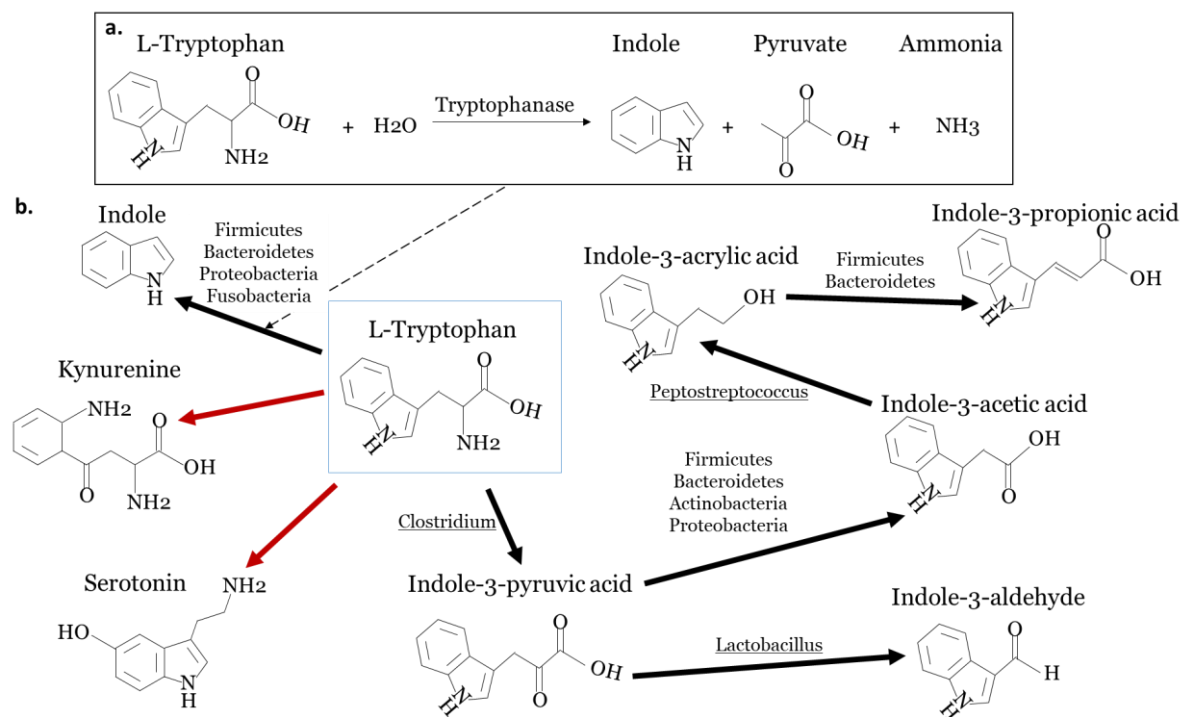 a.
L-Tryptophan
Indole
Pyruvate
Ammonia
O
OH
NH2
N
H
+
H2O
Tryptophanase
N
H
+
O
OH
O
+
NH3
b.
Indole
N
H
Firmicutes
Bacteroidetes
Proteobacteria
Fusobacteria
Indole-3-propionic acid
O
OH
N
H
Indole-3-acrylic acid
OH
N
H
Firmicutes
Bacteroidetes
L-Tryptophan
O
OH
NH2
N
H
Kynurenine
NH2
O
OH
O
NH2
Peptostreptococcus
Indole-3-acetic acid
OH
O
N
H
Firmicutes
Bacteroidetes
Actinobacteria
Proteobacteria
Clostridium
Serotonin
NH2
HO
N
H
Indole-3-pyruvic acid
O
OH
O
N
H
Lactobacillus
Indole-3-aldehyde
O
H
N
H